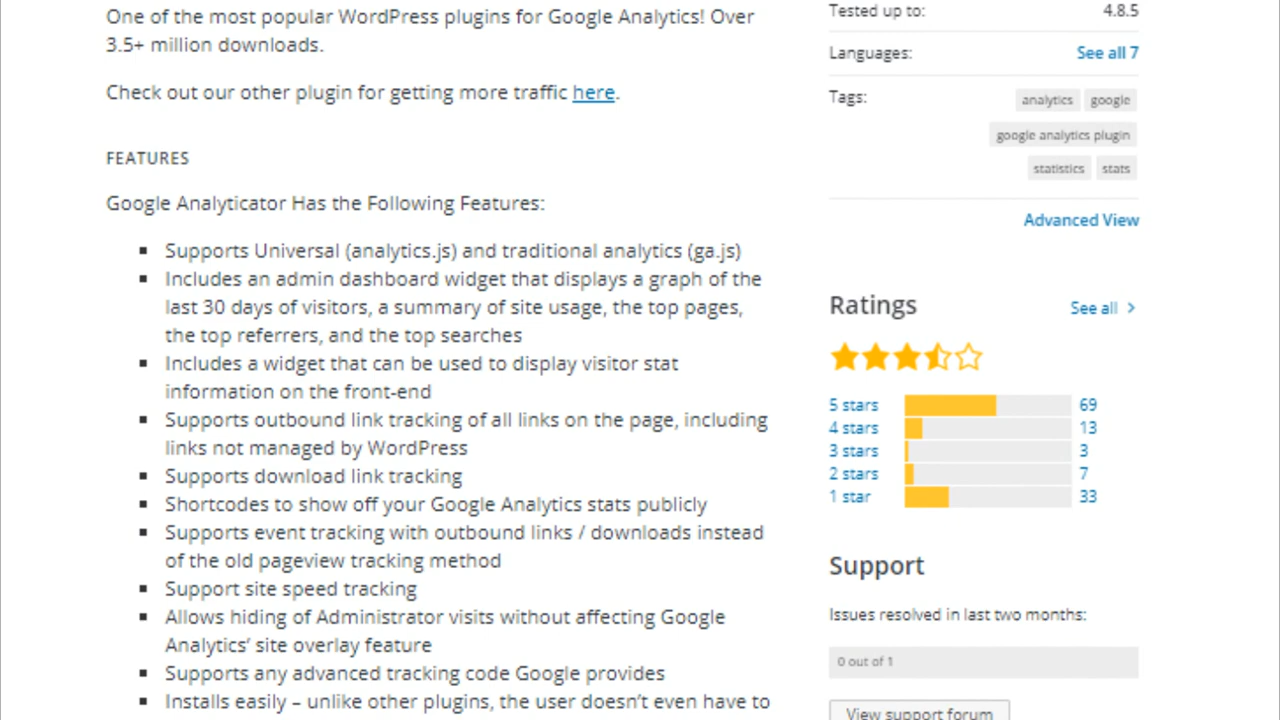 One of the most popular WordPress plugins for Google Analytics! Over
3.5+ million downloads.
Check out our other plugin for getting more traffic here.
FEATURES
Google Analyticator Has the Following Features:
Supports Universal (analytics.js) and traditional analytics (ga.js)
Includes an admin dashboard widget that displays a graph of the
last 30 days of visitors, a summary of site usage, the top pages,
the top referrers, and the top searches
Includes a widget that can be used to display visitor stat
information on the front-end
Supports outbound link tracking of all links on the page, including
links not managed by WordPress
Supports download link tracking
Shortcodes to show off your Google Analytics stats publicly
Supports event tracking with outbound links / downloads instead
of the old pageview tracking method
Support site speed tracking
Allows hiding of Administrator visits without affecting Google
Analytics’ site overlay feature
Supports any advanced tracking code Google provides
Installs easily – unlike other plugins, the user doesn’t even have to
Tested up to: 4.8.5
Languages: See all 7
Tags: analytics google
google analytics plugin
statistics stats
Advanced View
Ratings See all
5 stars 69
4 stars 13
3 stars 3
2 stars 7
1 star 33
Support
Issues resolved in last two months:
0 out of 1
View support forum